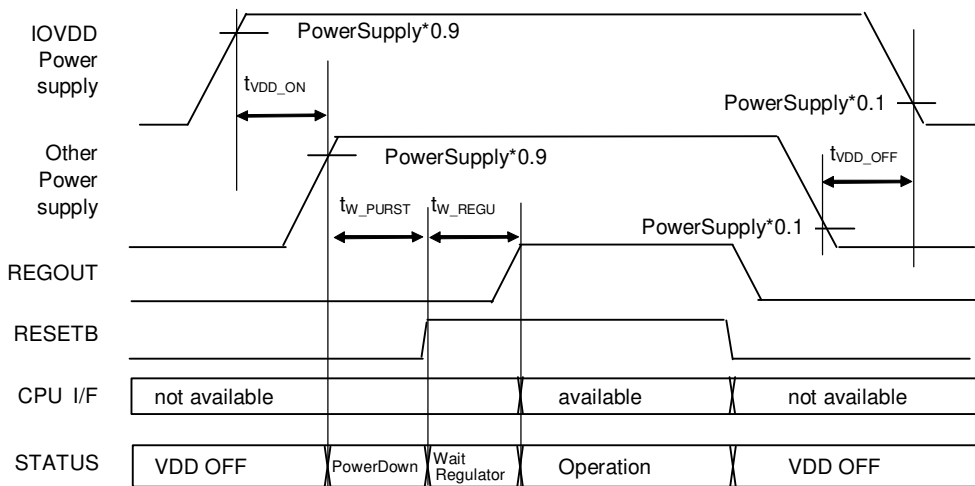 IOVDD
Power
supply
PowerSupply*0.9
tVDD_ON
PowerSupply*0.1
Other
Power
supply
PowerSupply*0.9
tVDD_OFF
tW_PURST
tW_REGU
PowerSupply*0.1
REGOUT
RESETB
CPU I/F
not available
available
not available
STATUS
VDD OFF
PowerDown
Wait
Regulator
Operation
VDD OFF